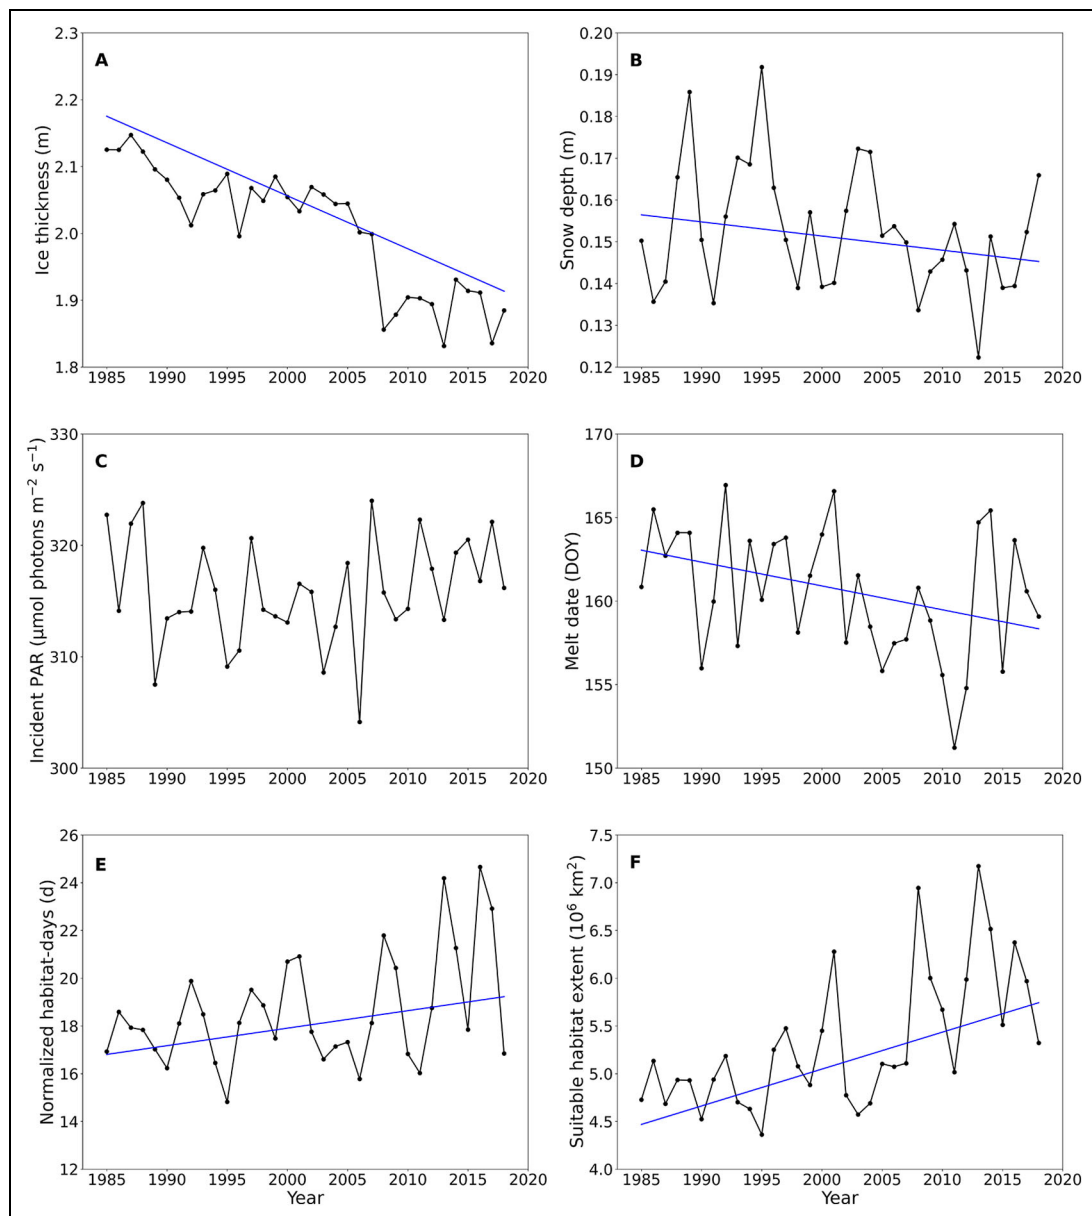 A
Ice thickness (m)
2.3
2.2
2.1
2.0
1.9
1.8
1985 1990 1995 2000 2005 2010 2015 2020
B
Snow depth (m)
0.20
0.19
0.18
0.17
0.16
0.15
0.14
0.13
0.12
1985 1990 1995 2000 2005 2010 2015 2020
C
Incident PAR (μmol photons m⁻² s⁻¹)
330
320
310
300
1985 1990 1995 2000 2005 2010 2015 2020
D
Melt date (DOY)
170
165
160
155
150
1985 1990 1995 2000 2005 2010 2015 2020
E
Normalized habitat-days (d)
26
24
22
20
18
16
14
12
1985 1990 1995 2000 2005 2010 2015 2020
Year
F
Suitable habitat extent (10⁶ km²)
7.5
7.0
6.5
6.0
5.5
5.0
4.5
4.0
1985 1990 1995 2000 2005 2010 2015 2020
Year